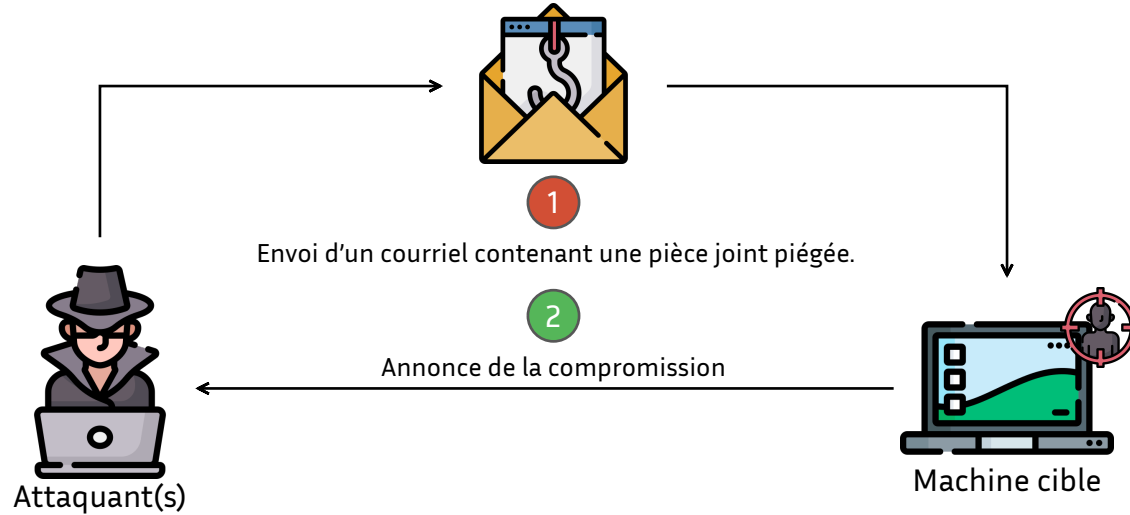 1
Envoi d’un courriel contenant une pièce joint piégée.
2
Annonce de la compromission
Attaquant(s)
Machine cible